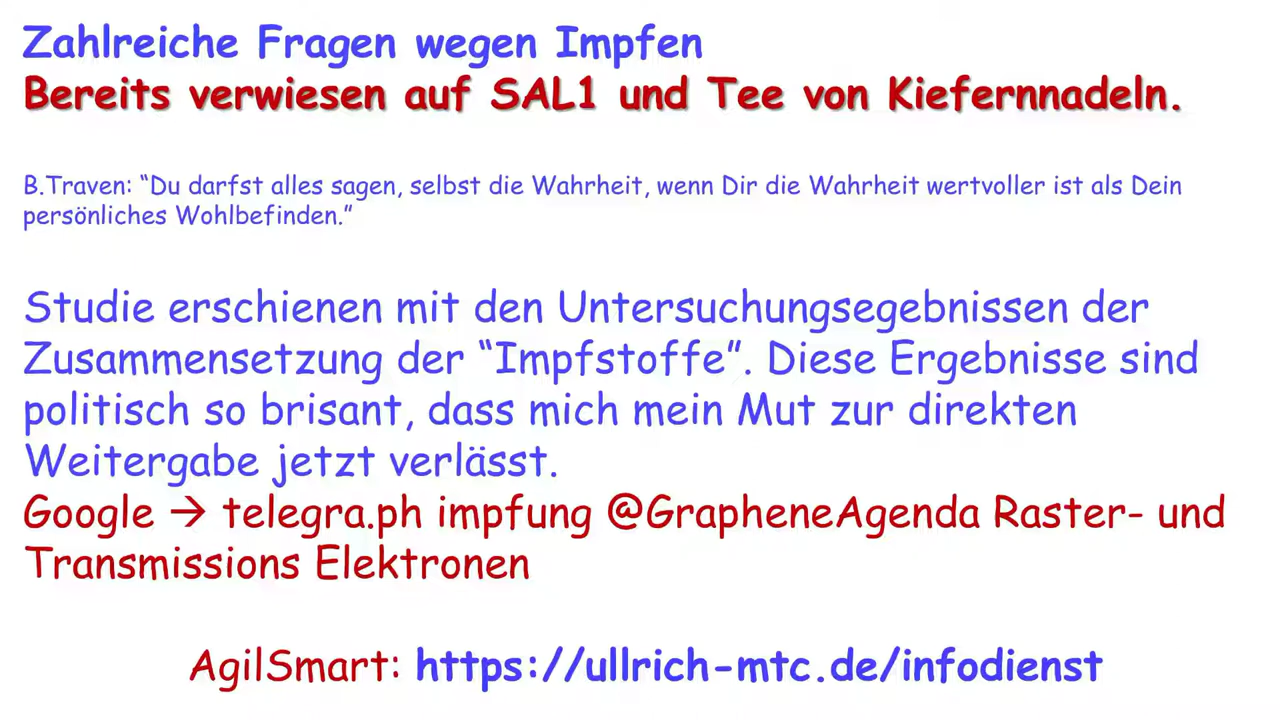 Zahlreiche Fragen wegen Impfen
Bereits verwiesen auf SAL1 und Tee von Kiefernnadeln.
B.Traven: “Du darfst alles sagen, selbst die Wahrheit, wenn Dir die Wahrheit wertvoller ist als Dein
persönliches Wohlbefinden.”
Studie erschienen mit den Untersuchungsegebnissen der
Zusammensetzung der “Impfstoffe”. Diese Ergebnisse sind
politisch so brisant, dass mich mein Mut zur direkten
Weitergabe jetzt verlässt.
Google → telegra.ph impfung @GrapheneAgenda Raster- und
Transmissions Elektronen
AgilSmart: https://ullrich-mtc.de/infodienst